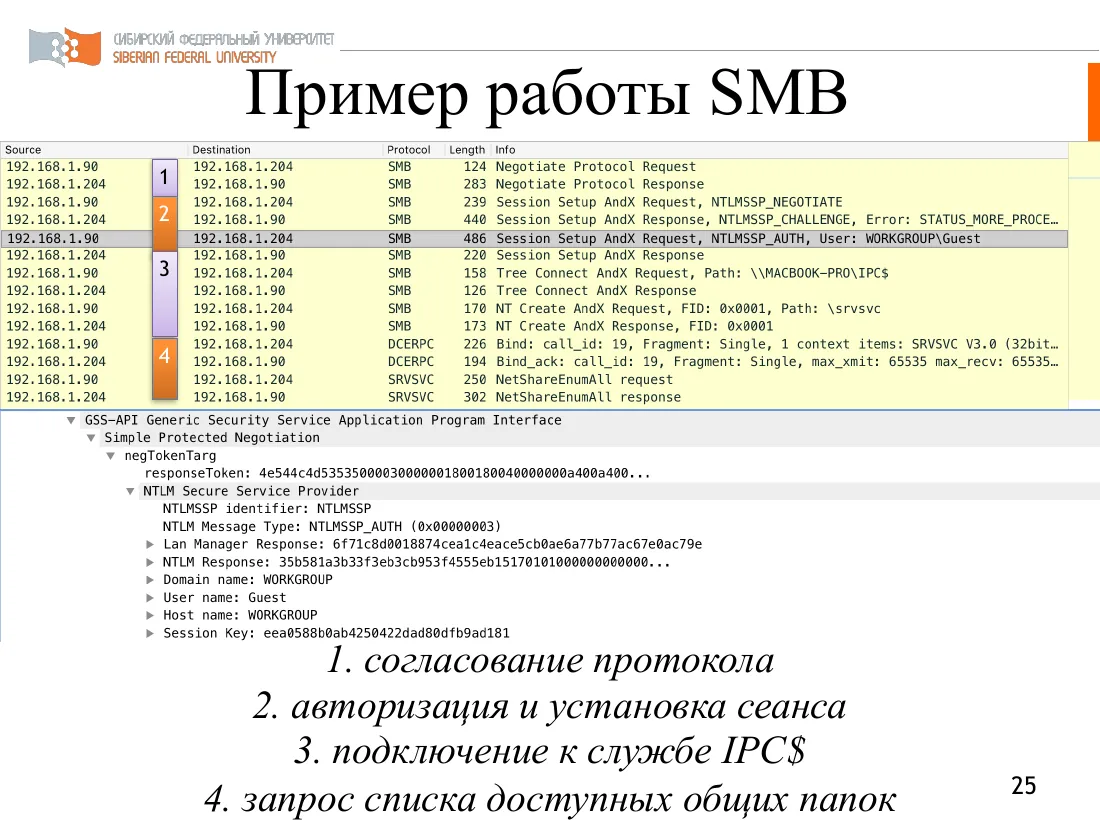 СИБИРСКИЙ ФЕДЕРАЛЬНЫЙ УНИВЕРСИТЕТ
SIBERIAN FEDERAL UNIVERSITY
Пример работы SMB
Source Destination Protocol Length Info
192.168.1.90 192.168.1.204 SMB 124 Negotiate Protocol Request
1
192.168.1.204 192.168.1.90 SMB 283 Negotiate Protocol Response
192.168.1.90 192.168.1.204 SMB 239 Session Setup AndX Request, NTLMSSP_NEGOTIATE
2
192.168.1.204 192.168.1.90 SMB 440 Session Setup AndX Response, NTLMSSP_CHALLENGE, Error: STATUS_MORE_PROCE…
192.168.1.90 192.168.1.204 SMB 486 Session Setup AndX Request, NTLMSSP_AUTH, User: WORKGROUP\Guest
192.168.1.204 192.168.1.90 SMB 220 Session Setup AndX Response
3
192.168.1.90 192.168.1.204 SMB 158 Tree Connect AndX Request, Path: \\MACBOOK-PRO\IPC$
192.168.1.204 192.168.1.90 SMB 126 Tree Connect AndX Response
192.168.1.90 192.168.1.204 SMB 170 NT Create AndX Request, FID: 0x0001, Path: \srvsvc
192.168.1.204 192.168.1.90 SMB 173 NT Create AndX Response, FID: 0x0001
192.168.1.90 192.168.1.204 DCERPC 226 Bind: call_id: 19, Fragment: Single, 1 context items: SRVSVC V3.0 (32bit…
4
192.168.1.204 192.168.1.90 DCERPC 194 Bind_ack: call_id: 19, Fragment: Single, max_xmit: 65535 max_recv: 65535…
192.168.1.90 192.168.1.204 SRVSVC 250 NetShareEnumAll request
192.168.1.204 192.168.1.90 SRVSVC 302 NetShareEnumAll response
GSS-API Generic Security Service Application Program Interface
Simple Protected Negotiation
negTokenTarg
responseToken: 4e544c4d535350000300000018001800400000000a400a400...
NTLM Secure Service Provider
NTLMSSP identifier: NTLMSSP
NTLM Message Type: NTLMSSP_AUTH (0x00000003)
Lan Manager Response: 6f71c8d0018874cea1c4eace5cb0ae6a77b77ac67e0ac79e
NTLM Response: 35b581a3b33f3eb3cb953f4555eb15170101000000000000...
Domain name: WORKGROUP
User name: Guest
Host name: WORKGROUP
Session Key: eea0588b0ab4250422dad80dfb9ad181
1. согласование протокола
2. авторизация и установка сеанса
3. подключение к службе IPC$
4. запрос списка доступных общих папок
25